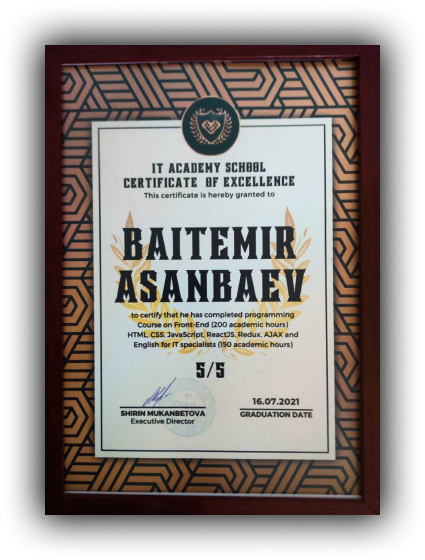 IT ACADEMY SCHOOL
CERTIFICATE OF EXCELLENCE
This certificate is hereby granted to
BAITEMIR
ASANBAEV
to certify that he has completed programming
Course on Front-End (200 academic hours)
HTML, CSS, JavaScript, ReactJS, Redux, AJAX and
English for IT specialists (150 academic hours)
5/5
SHIRIN MUKANBETOVA
Executive Director
16.07.2021
GRADUATION DATE